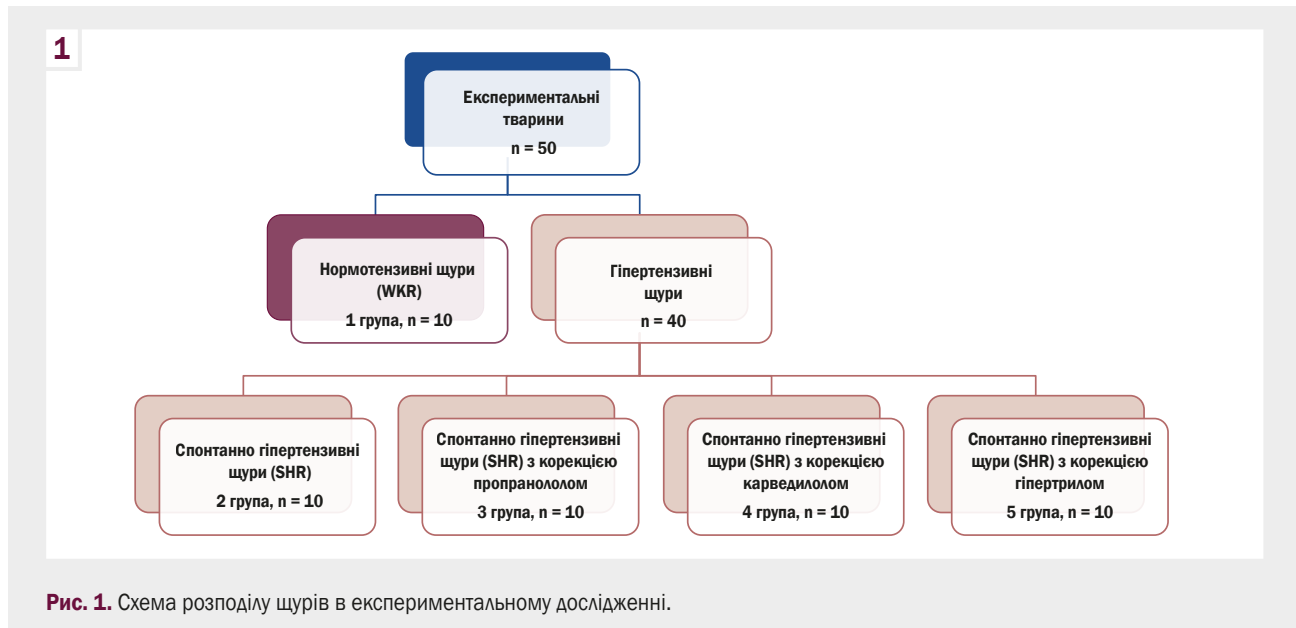 1
Експериментальні
тварини
n = 50
Нормотензивні щури
(WKR)
1 група, n = 10
Гіпертензивні
щури
n = 40
Спонтанно гіпертензивні
щури (SHR)
2 група, n = 10
Спонтанно гіпертензивні
щури (SHR) з корекцією
пропранололом
3 група, n = 10
Спонтанно гіпертензивні
щури (SHR) з корекцією
карведилолом
4 група, n = 10
Спонтанно гіпертензивні
щури (SHR) з корекцією
гіпертрилом
5 група, n = 10
Рис. 1. Схема розподілу щурів в експериментальному дослідженні.